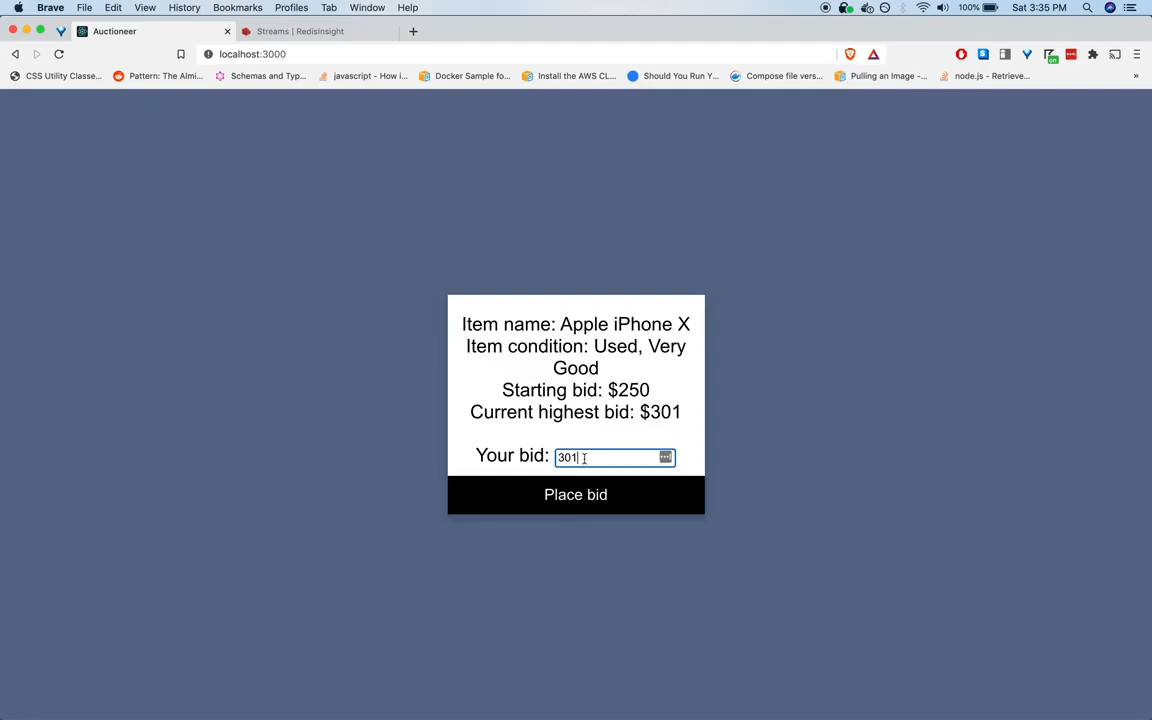 Brave File Edit View History Bookmarks Profiles Tab Window Help 100% Sat 3:35 PM
Auctioneer Streams | RedisInsight
localhost:3000
CSS Utility Classe... Pattern: The Almi... Schemas and Typ... javascript - How i... Docker Sample fo... Install the AWS CL... Should You Run Y... Compose file vers... Pulling an Image -... node.js - Retrieve... »
Item name: Apple iPhone X
Item condition: Used, Very
Good
Starting bid: $250
Current highest bid: $301
Your bid: 301
Place bid